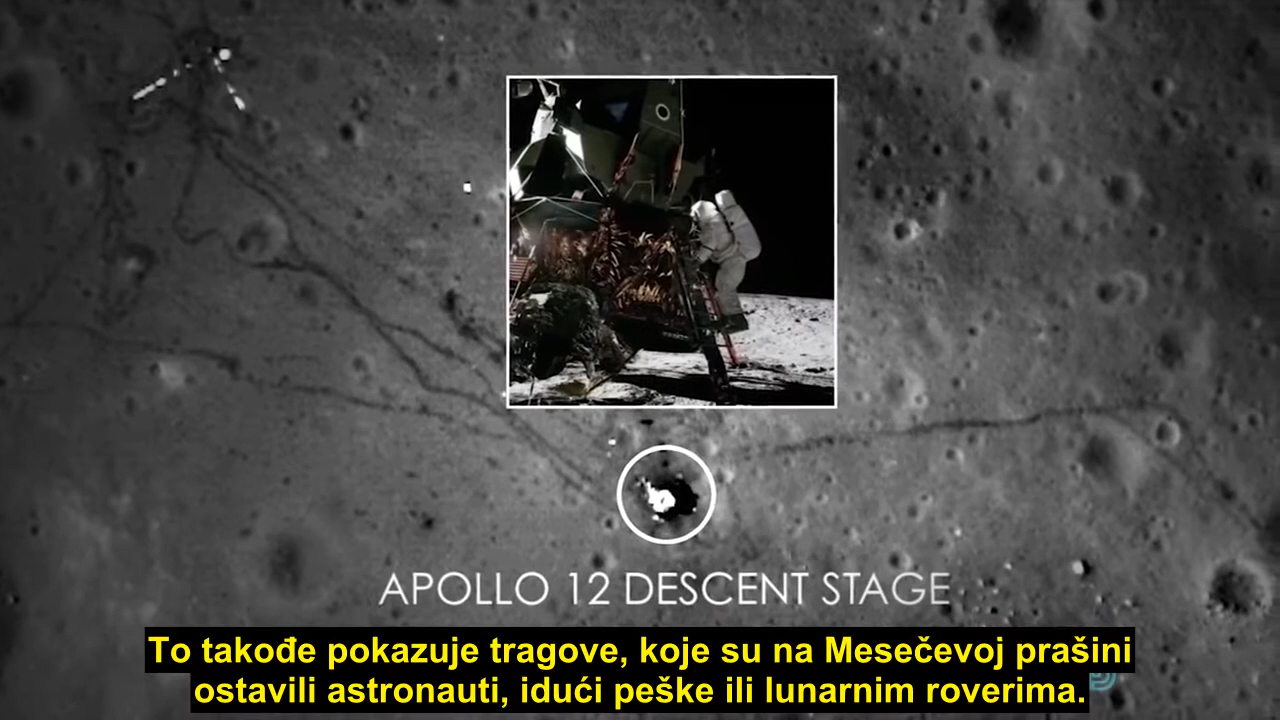 APOLLO 12 DESCENT STAGE
To takođe pokazuje tragove, koje su na Mesečevoj prašini
ostavili astronauti, idući peške ili lunarnim roverima.